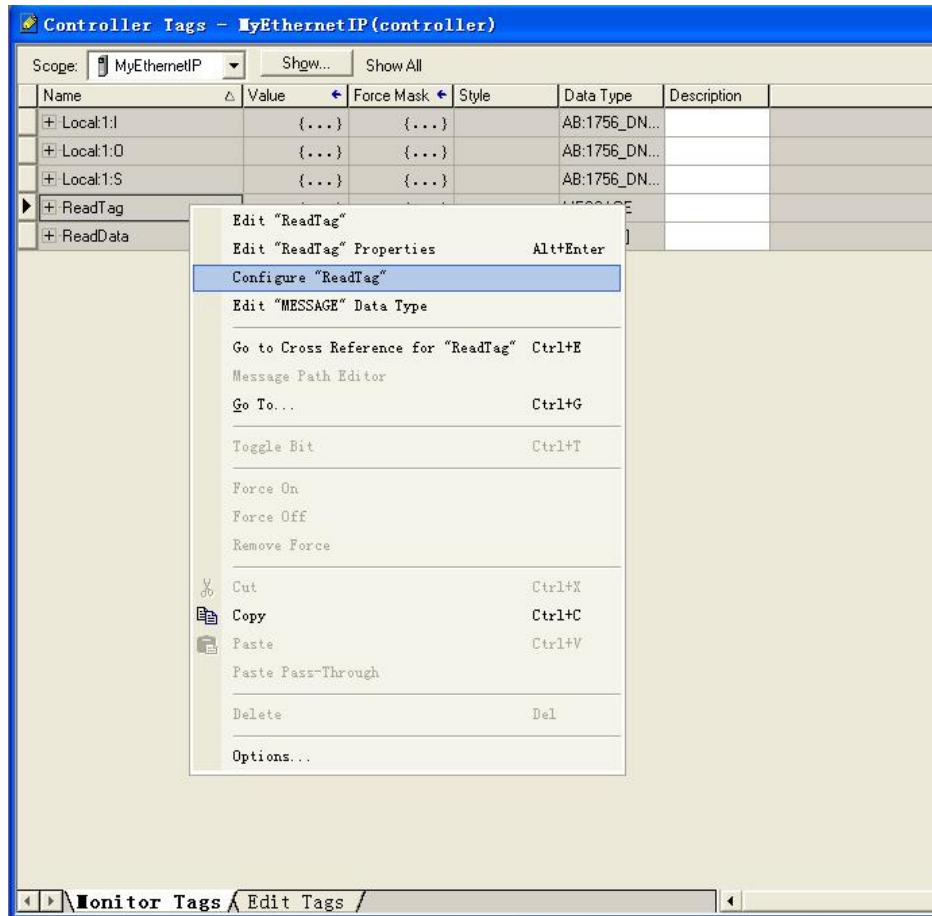 Controller Tags - MyEthernetIP(controller)
Scope: MyEthernetIP Show... Show All
Name Value Force Mask Style Data Type Description
Local:1:I {...} {...} AB:1756_DN...
Local:1:O {...} {...} AB:1756_DN...
Local:1:S {...} {...} AB:1756_DN...
ReadTag
ReadData
Edit "ReadTag"
Edit "ReadTag" Properties Alt+Enter
Configure "ReadTag"
Edit "MESSAGE" Data Type
Go to Cross Reference for "ReadTag" Ctrl+E
Message Path Editor
Go To... Ctrl+G
Toggle Bit Ctrl+T
Force On
Force Off
Remove Force
Cut Ctrl+X
Copy Ctrl+C
Paste Ctrl+V
Paste Pass-Through
Delete Del
Options...
Monitor Tags Edit Tags